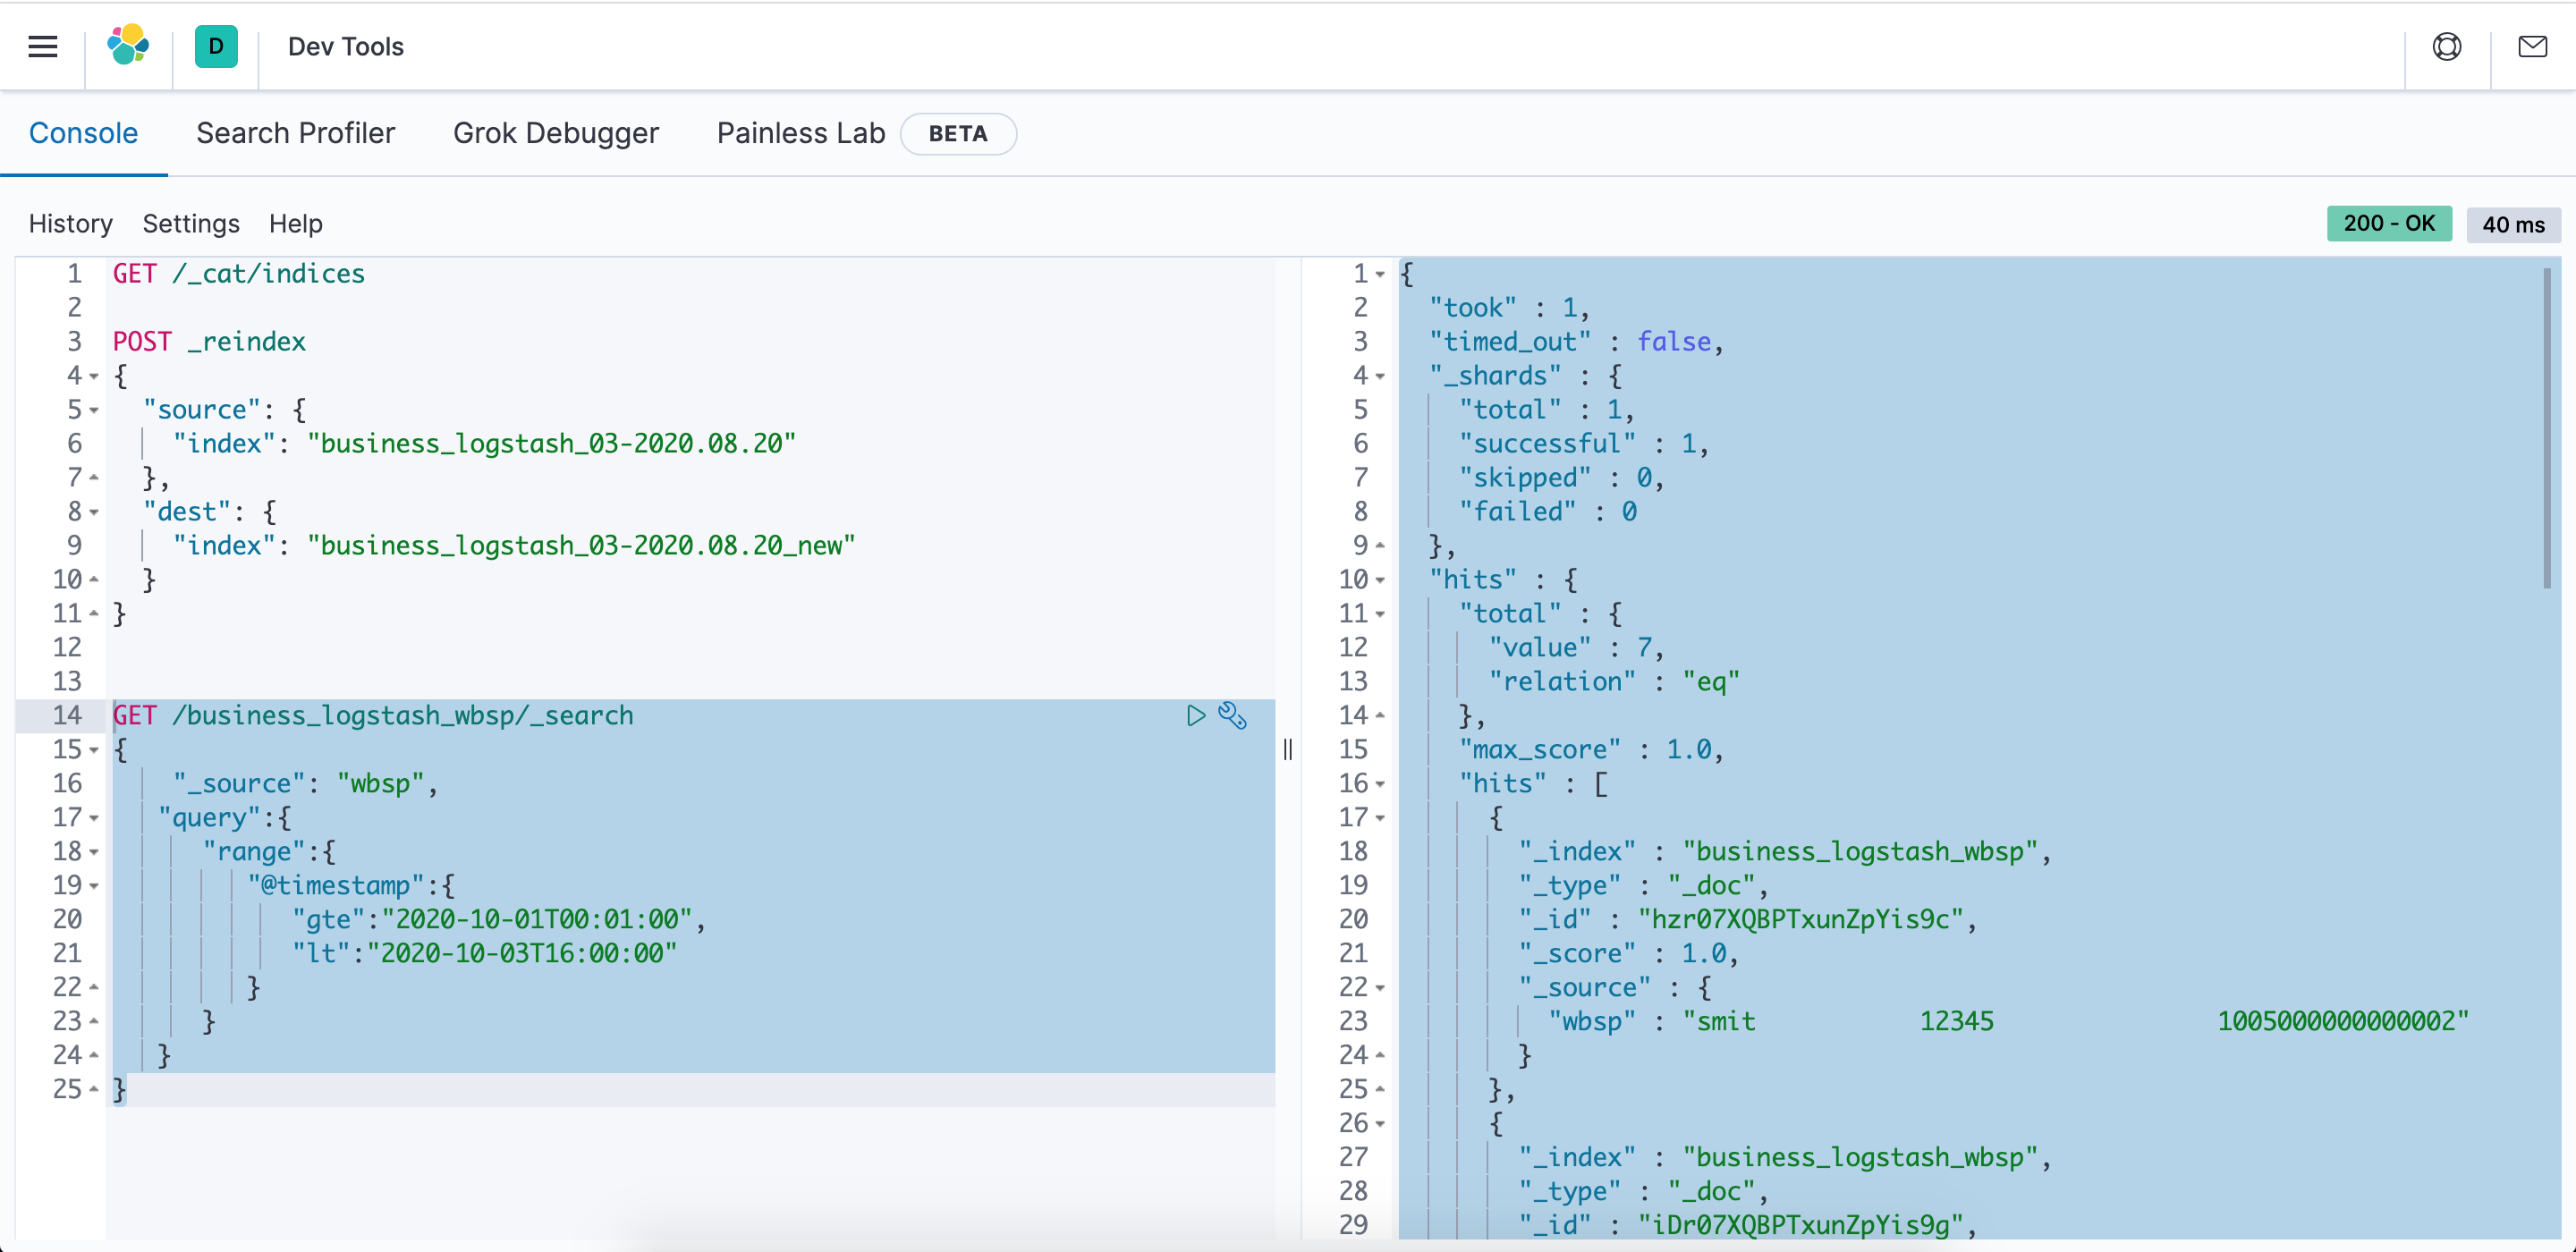 D Dev Tools
Console Search Profiler Grok Debugger Painless Lab BETA
History Settings Help
200 - OK 40 ms
1 GET /_cat/indices
2
3 POST _reindex
4 {
5 "source": {
6 "index": "business_logstash_03-2020.08.20"
7 },
8 "dest": {
9 "index": "business_logstash_03-2020.08.20_new"
10 }
11 }
12
13
14 GET /business_logstash_wbsp/_search
15 {
16 "_source": "wbsp",
17 "query":{
18 "range":{
19 "@timestamp":{
20 "gte":"2020-10-01T00:01:00",
21 "lt":"2020-10-03T16:00:00"
22 }
23 }
24 }
25 }
1 {
2 "took" : 1,
3 "timed_out" : false,
4 "_shards" : {
5 "total" : 1,
6 "successful" : 1,
7 "skipped" : 0,
8 "failed" : 0
9 },
10 "hits" : {
11 "total" : {
12 "value" : 7,
13 "relation" : "eq"
14 },
15 "max_score" : 1.0,
16 "hits" : [
17 {
18 "_index" : "business_logstash_wbsp",
19 "_type" : "_doc",
20 "_id" : "hzr07XQBPTxunZpYis9c",
21 "_score" : 1.0,
22 "_source" : {
23 "wbsp" : "smit           12345               1005000000000002"
24 }
25 },
26 {
27 "_index" : "business_logstash_wbsp",
28 "_type" : "_doc",
29 "_id" : "iDr07XQBPTxunZpYis9g",